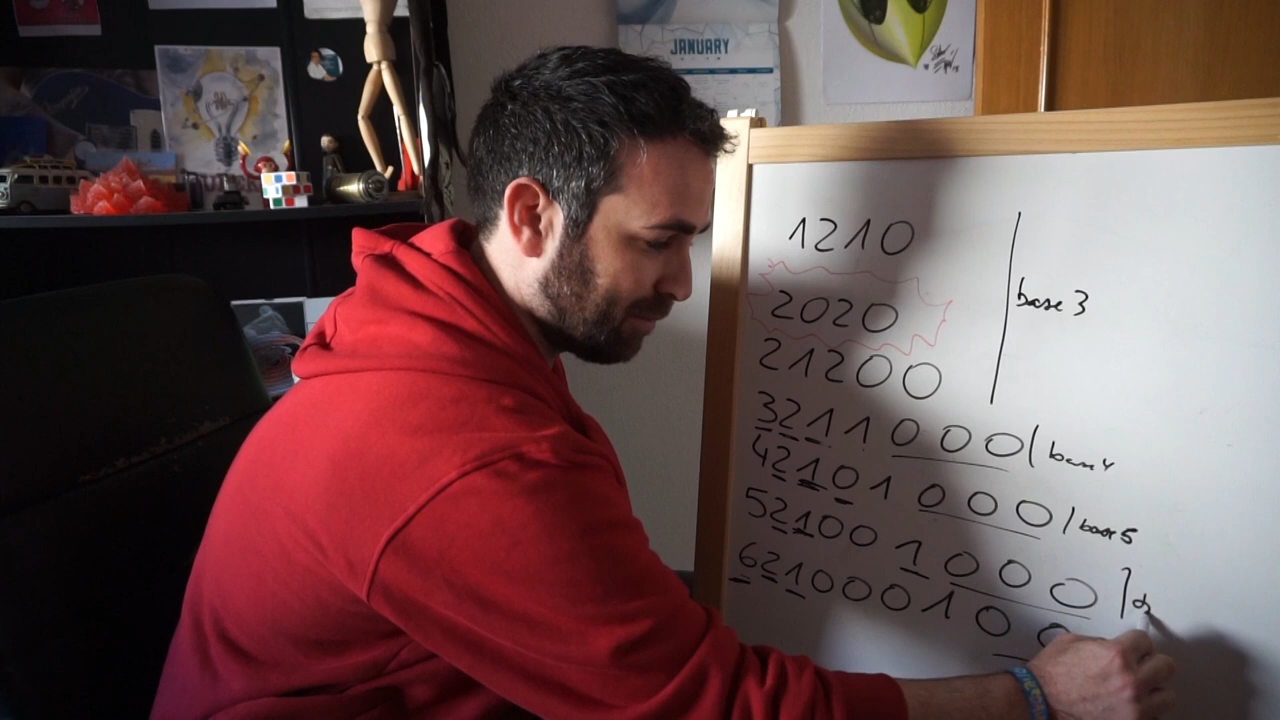 JANUARY
1210
2020
base 3
21200
3211000 | base 4
42101000 | base 5
521001000
6210001000